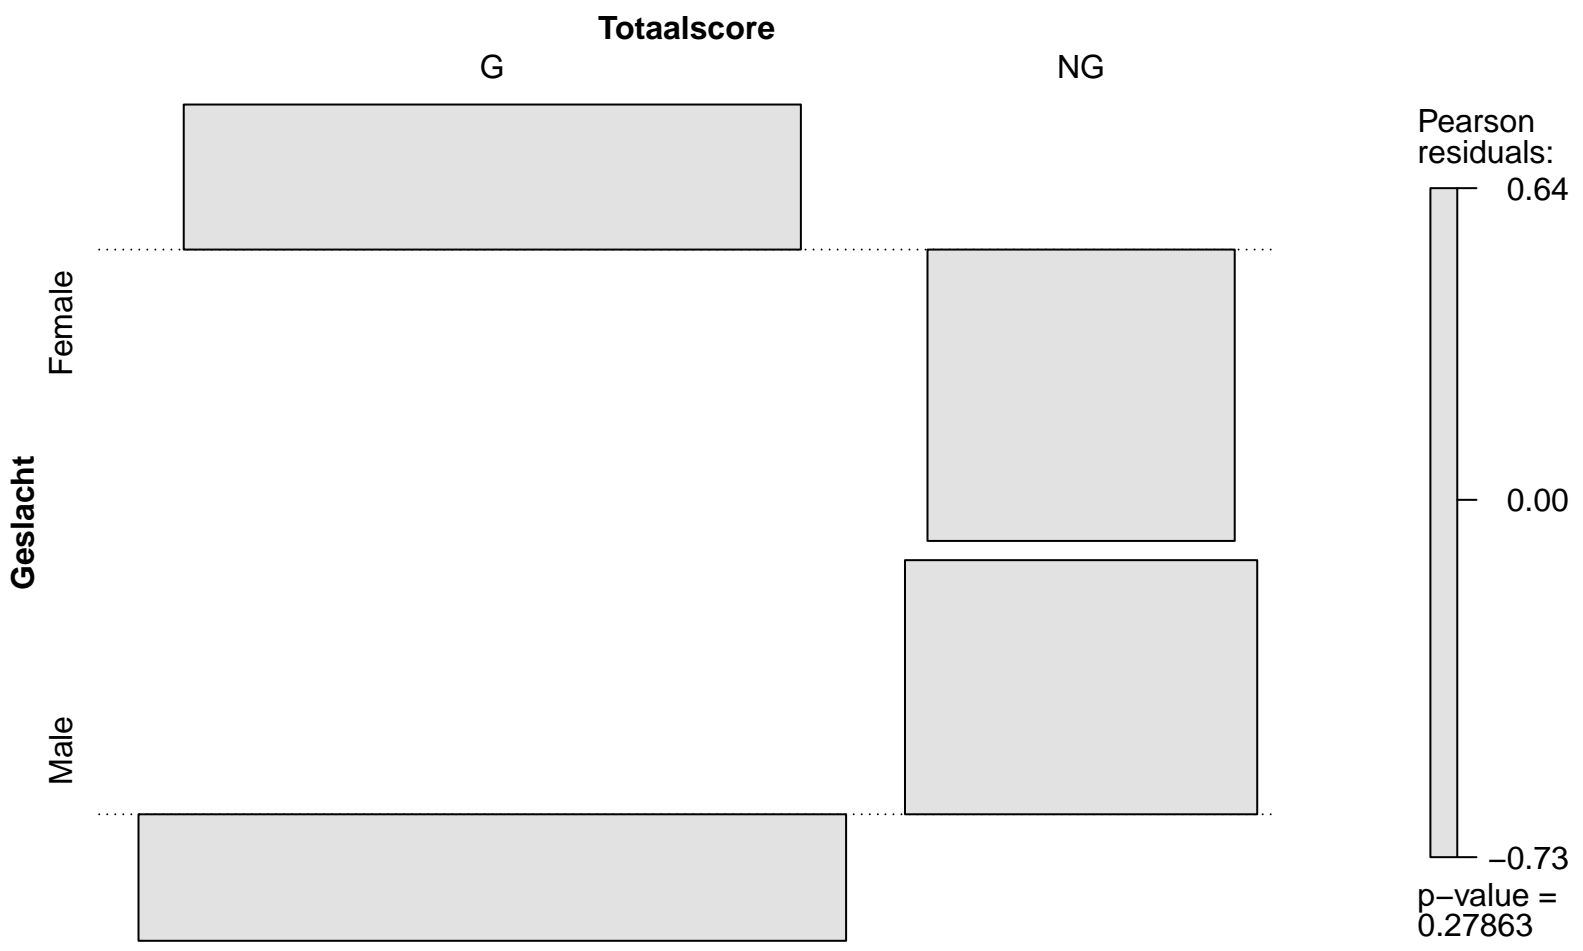 Totaalscore
G
NG
Pearson
residuals:
0.64
Female
0.00
Geslacht
Male
−0.73
p−value =
0.27863